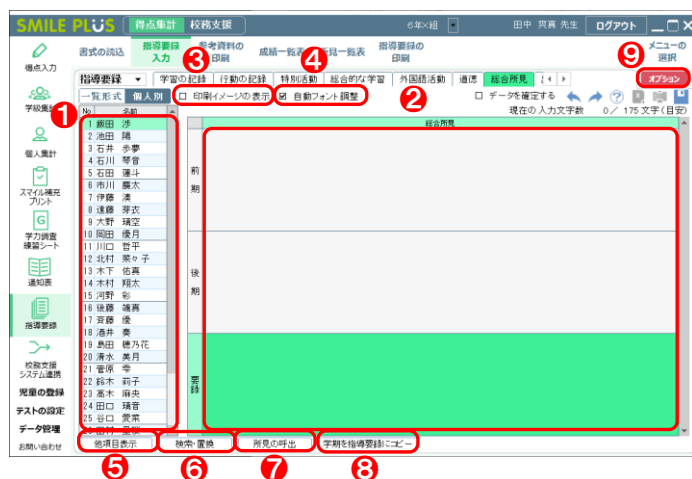 SMILE PLUS 得点集計 校務支援 6年×組 田中 眞 先生 ログアウト
得点入力 書式の読込 指導要録入力 参考資料の印刷 成績一覧表 所見一覧表 指導要録の印刷 メニューの選択
③ ④ ⑨
指導要録 学習の記録 行動の記録 特別活動 総合的な学習 外国語活動 道徳 総合所見 オプション
学級集計 一覧形式 個人別 印刷イメージの表示 自動フォント調整 ② データを確定する
① 現在の入力文字数 0／ 175文字(目安)
No 名前 総合所見
1 飯田 渉
2 池田 陽
3 石井 歩夢
4 石川 琴音
5 石田 蓮斗
6 市川 慶太
7 伊藤 湊
8 遠藤 芽衣
9 大野 晴空
10 岡田 優月
11 川口 哲平
12 北村 菜々子
13 木下 佑真
14 木村 翔太
15 河野 彩
16 後藤 颯真
17 斉藤 優
18 酒井 奏
19 島田 穂乃花
20 清水 美月
21 菅原 雫
22 鈴木 莉子
23 高木 麻央
24 田口 晴音
25 谷口 愛菜
前期
後期
要録
個人集計
スマイル補充プリント
学力調査練習シート
通知表
指導要録
校務支援システム連携
児童の登録
テストの設定
データ管理
お問い合わせ
他項目表示 検索・置換 所見の呼出 学期を指導要録にコピー
⑤ ⑥ ⑦ ⑧